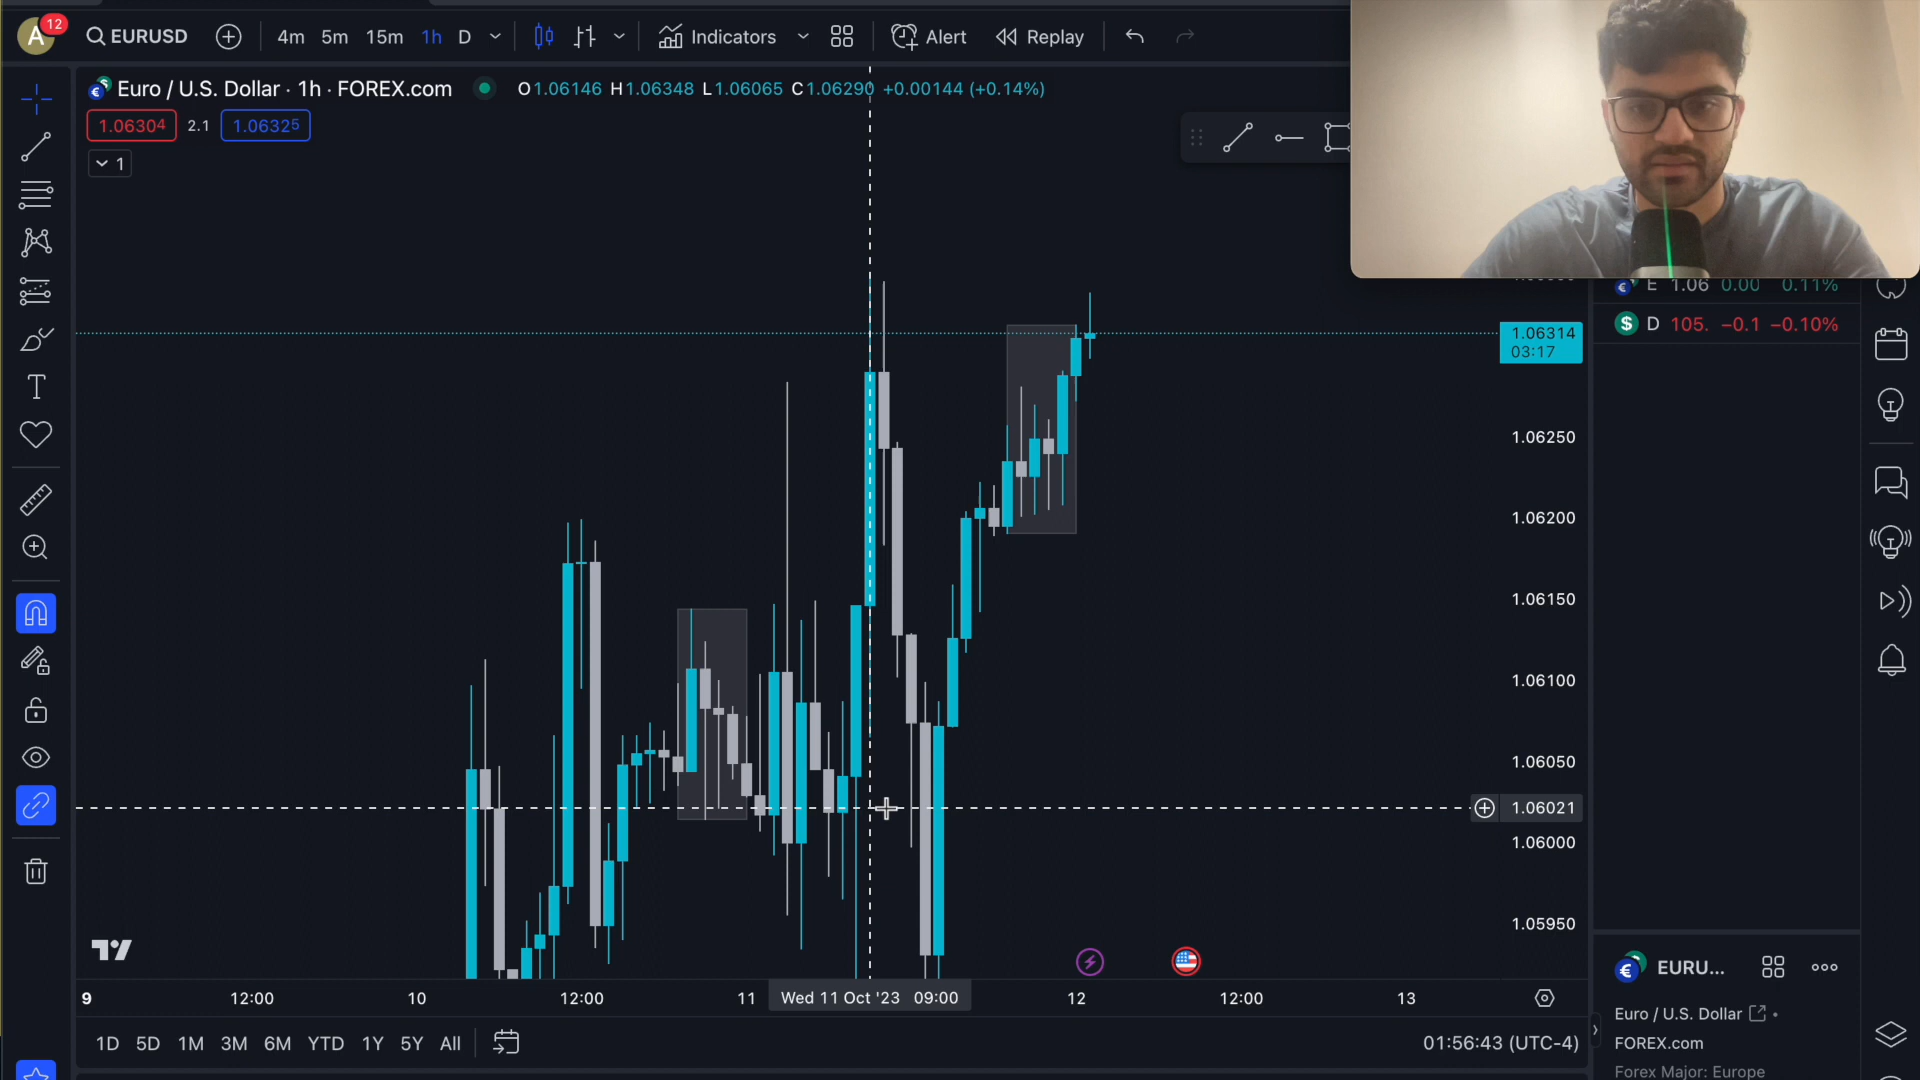 A 12 EURUSD 4m 5m 15m 1h D Indicators Alert Replay
Euro / U.S. Dollar · 1h · FOREX.com O1.06146 H1.06348 L1.06065 C1.06290 +0.00144 (+0.14%)
1.06304 2.1 1.06325
1
E 1.06 0.00 0.11%
D 105. −0.1 −0.10%
1.06314
03:17
1.06250
1.06200
1.06150
1.06100
1.06050
1.06021
1.06000
1.05950
9 12:00 10 12:00 11 Wed 11 Oct '23 09:00 12 12:00 13
EURU...
1D 5D 1M 3M 6M YTD 1Y 5Y All 01:56:43 (UTC-4)
Euro / U.S. Dollar
FOREX.com
Forex Major: Europe